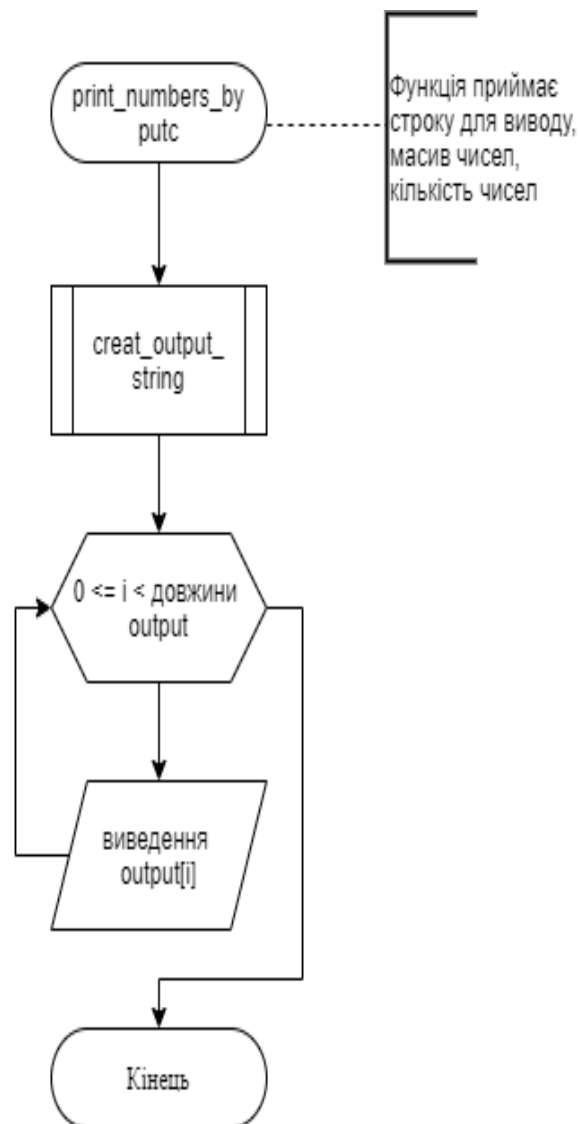 print_numbers_by
putc
Функція приймає
строку для виводу,
масив чисел,
кількість чисел
creat_output_
string
0 <= i < довжини
output
виведення
output[i]
Кінець